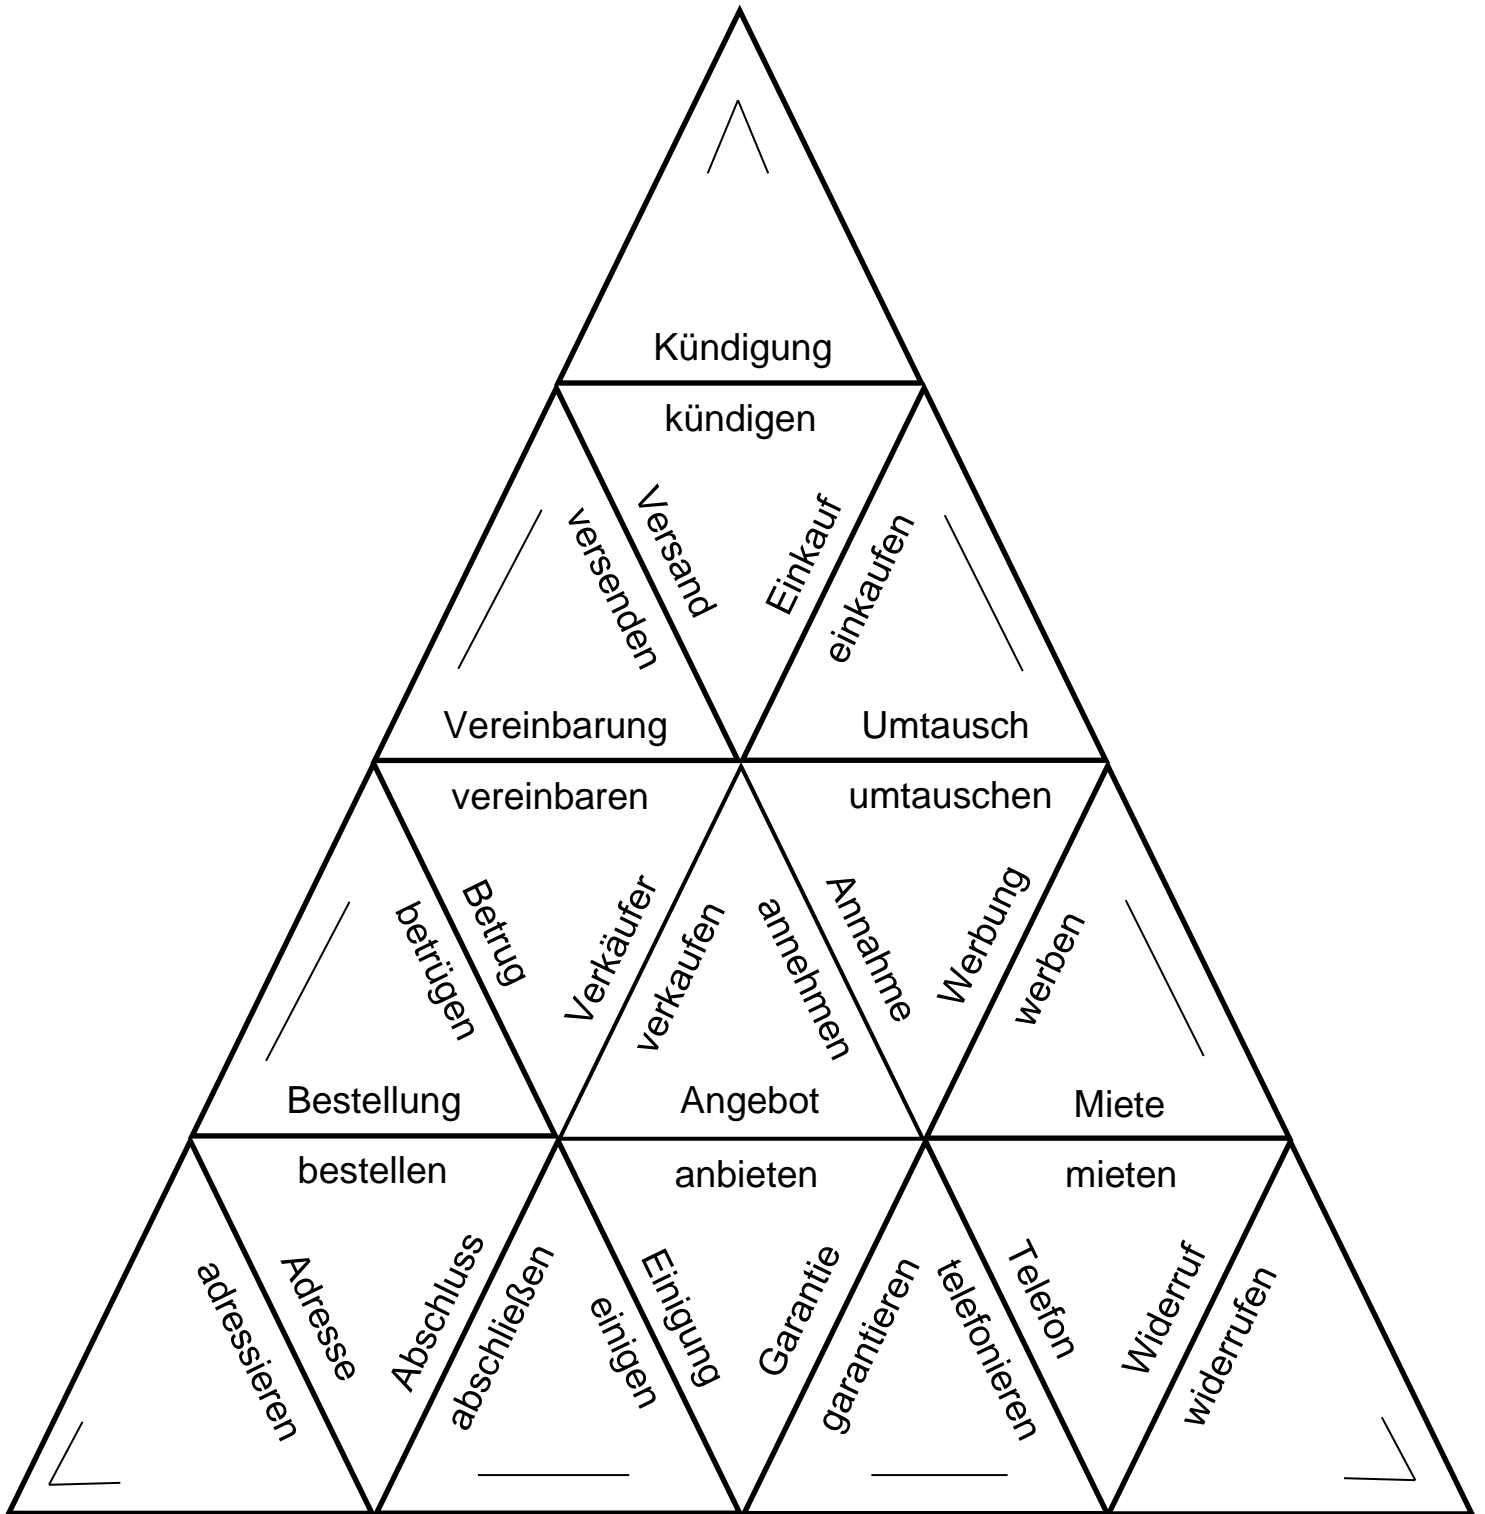 Kündigung
kündigen
versenden
Versand
Einkauf
einkaufen
Vereinbarung
Umtausch
vereinbaren
umtauschen
betrügen
Betrug
Verkäufer
verkaufen
annehmen
Annahme
Werbung
werben
Bestellung
Angebot
Miete
bestellen
anbieten
mieten
adressieren
Adresse
Abschluss
abschließen
einigen
Einigung
Garantie
garantieren
telefonieren
Telefon
Widerruf
widerrufen